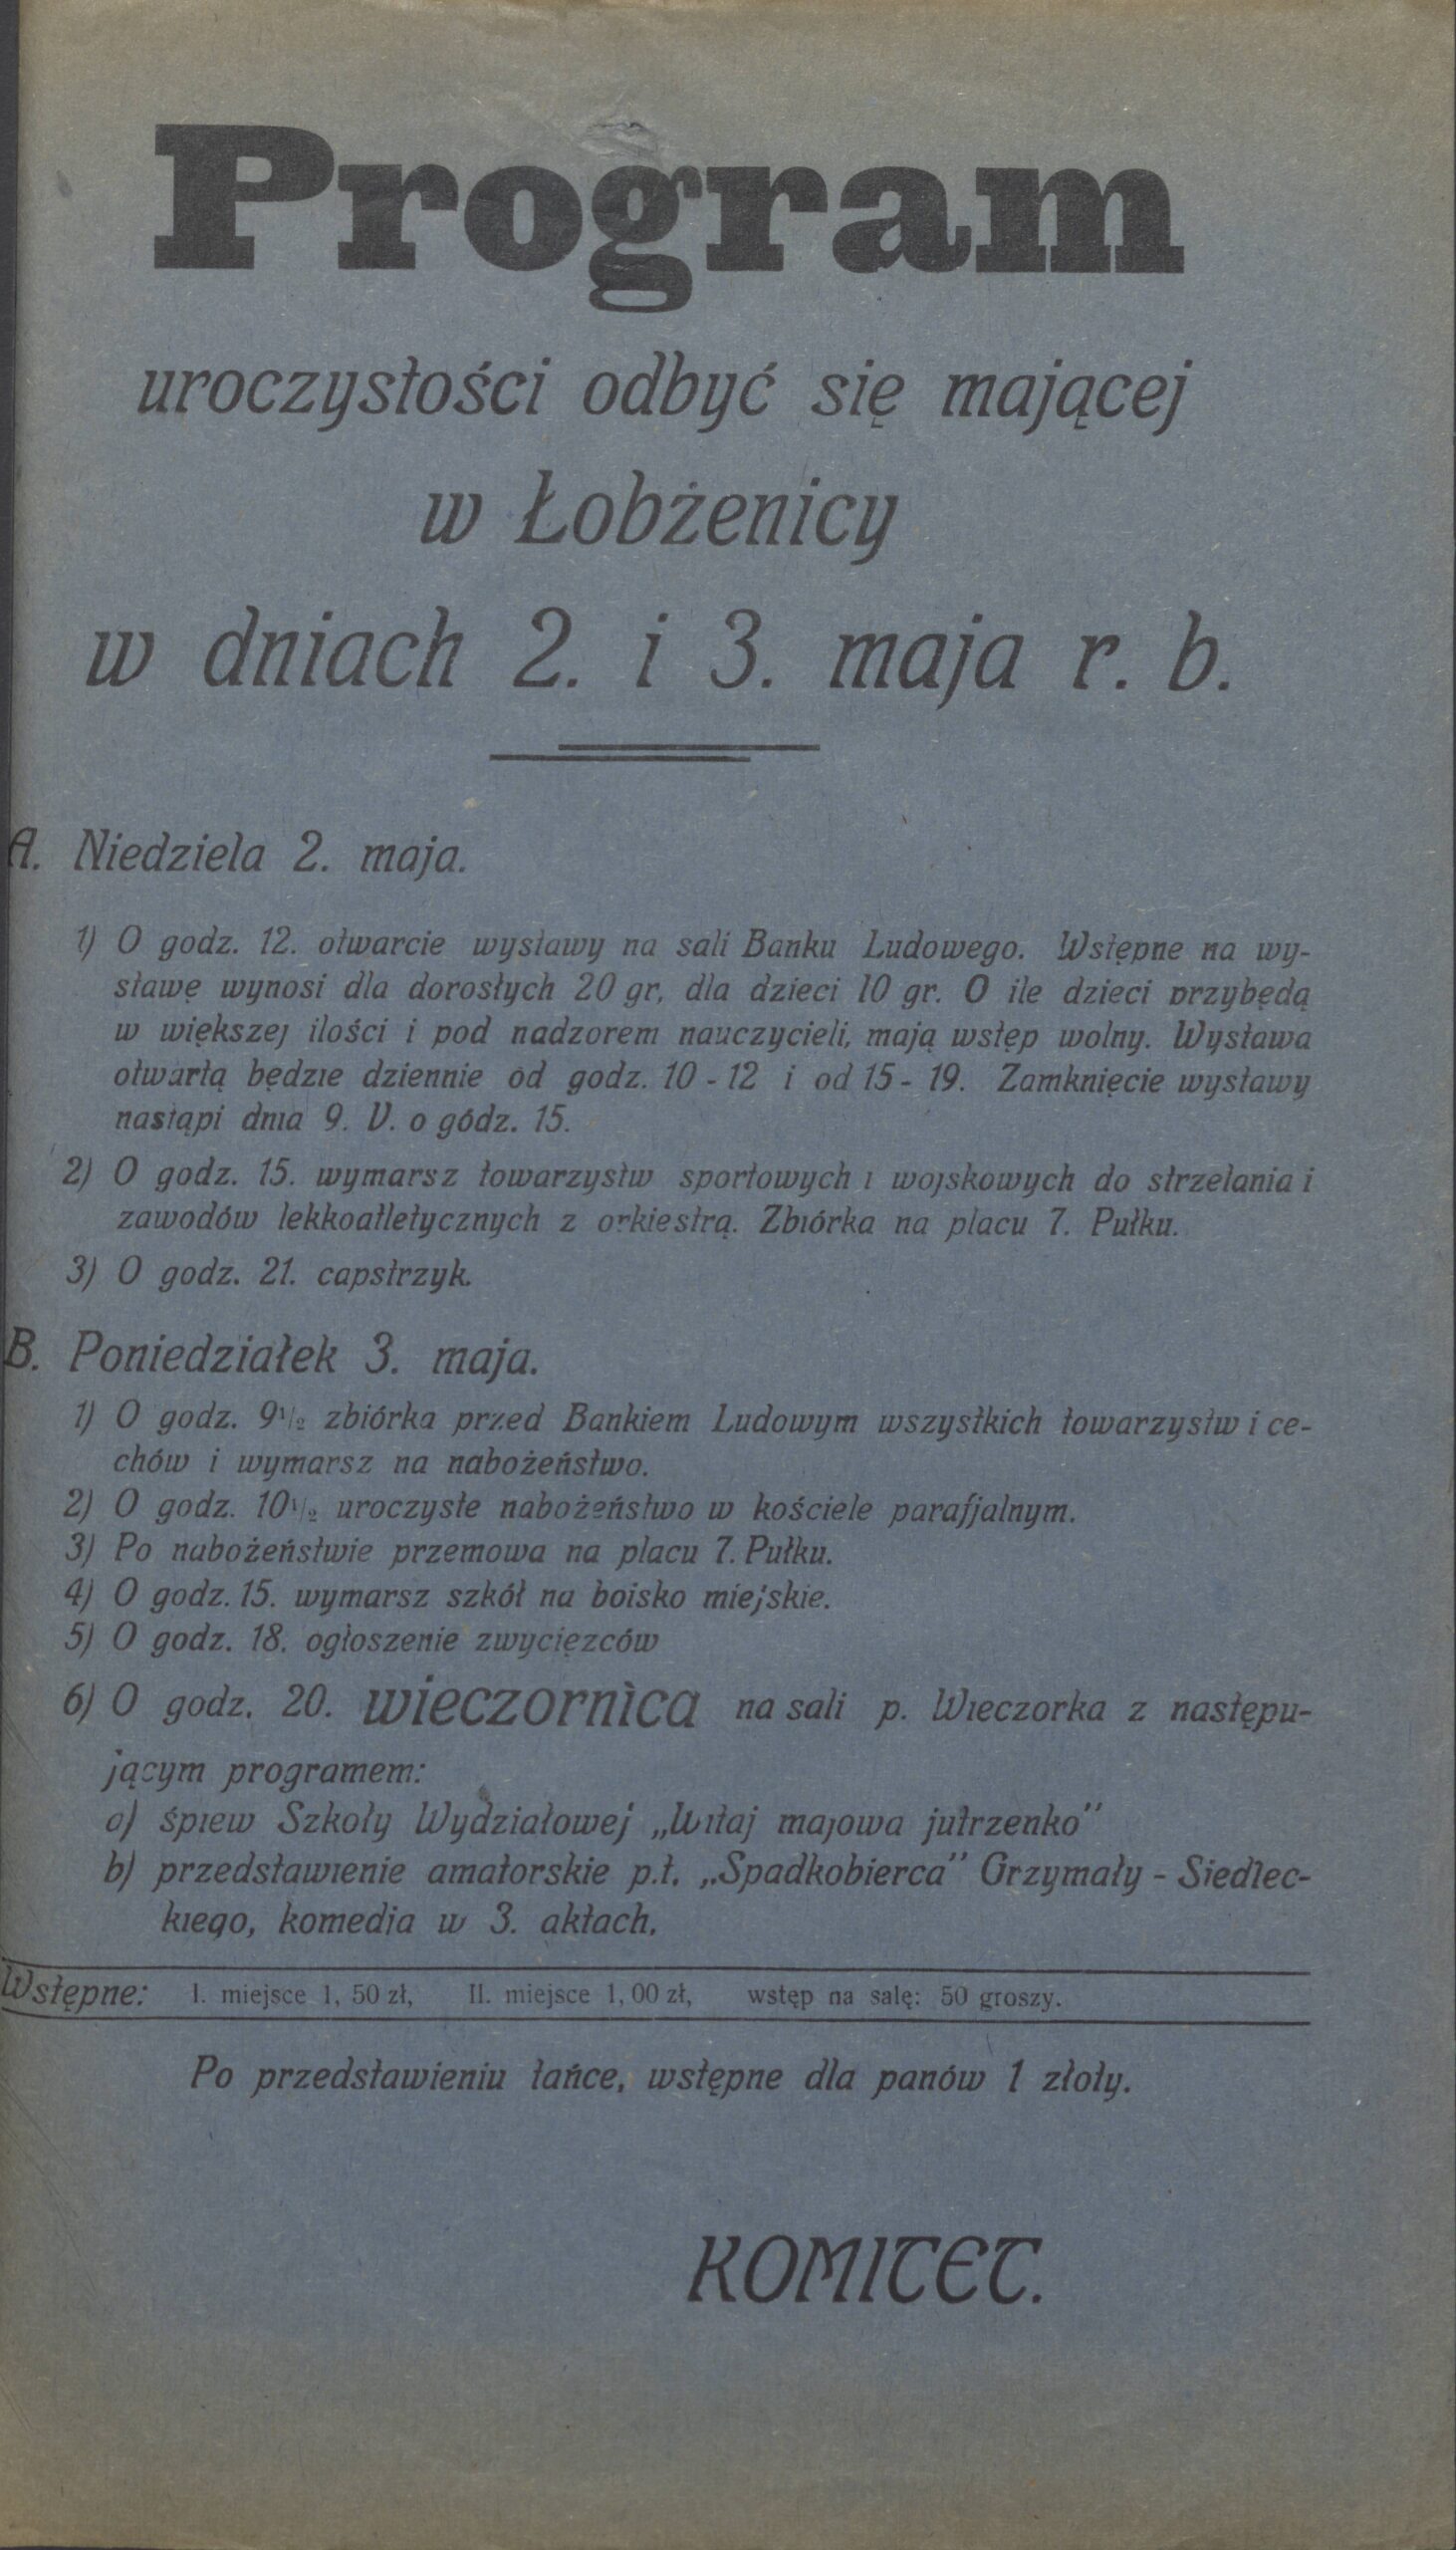 Program
uroczystości odbyć się mającej
w Łobżenicy
w dniach 2. i 3. maja r. b.
A. Niedziela 2. maja.
1) O godz. 12. otwarcie wystawy na sali Banku Ludowego. Wstępne na wy-
stawę wynosi dla dorosłych 20 gr, dla dzieci 10 gr. O ile dzieci przybędą
w większej ilości i pod nadzorem nauczycieli, mają wstęp wolny. Wystawa
otwartą będzie dziennie od godz. 10 - 12 i od 15 - 19. Zamknięcie wystawy
nastąpi dnia 9. V. o gódz. 15.
2) O godz. 15. wymarsz towarzystw sportowych i wojskowych do strzelania i
zawodów lekkoatletycznych z orkiestrą. Zbiórka na placu 7. Pułku.
3) O godz. 21. capstrzyk.
B. Poniedziałek 3. maja.
1) O godz. 9½ zbiórka przed Bankiem Ludowym wszystkich towarzystw i ce-
chów i wymarsz na nabożeństwo.
2) O godz. 10½ uroczyste nabożeństwo w kościele parafjalnym.
3) Po nabożeństwie przemowa na placu 7. Pułku.
4) O godz. 15. wymarsz szkół na boisko miejskie.
5) O godz. 18. ogłoszenie zwycięzców
6) O godz. 20. wieczornica na sali p. Wieczorka z następu-
jącym programem:
a) śpiew Szkoły Wydziałowej „Witaj majowa jutrzenko"
b) przedstawienie amatorskie p.t. „Spadkobierca" Grzymały - Siedlec-
kiego, komedia w 3. aktach,
Wstępne: I. miejsce 1, 50 zł, II. miejsce 1, 00 zł, wstęp na salę: 50 groszy.
Po przedstawieniu tańce, wstępne dla panów 1 złoty.
KOMITET.